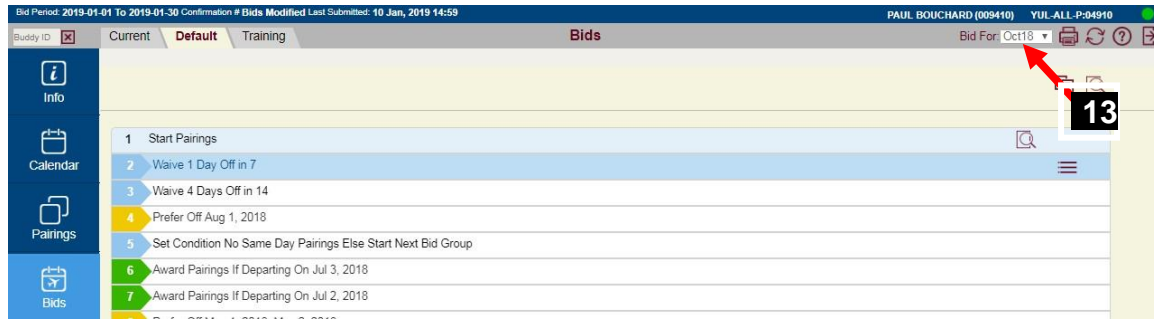 Bid Period: 2019-01-01 To 2019-01-30 Confirmation # Bids Modified Last Submitted: 10 Jan, 2019 14:59 PAUL BOUCHARD (009410) YUL-ALL-P:04910
Buddy ID Current Default Training Bids Bid For: Oct18
Info
13
1 Start Pairings
Calendar
2 Waive 1 Day Off in 7
3 Waive 4 Days Off in 14
4 Prefer Off Aug 1, 2018
Pairings
5 Set Condition No Same Day Pairings Else Start Next Bid Group
6 Award Pairings If Departing On Jul 3, 2018
7 Award Pairings If Departing On Jul 2, 2018
Bids